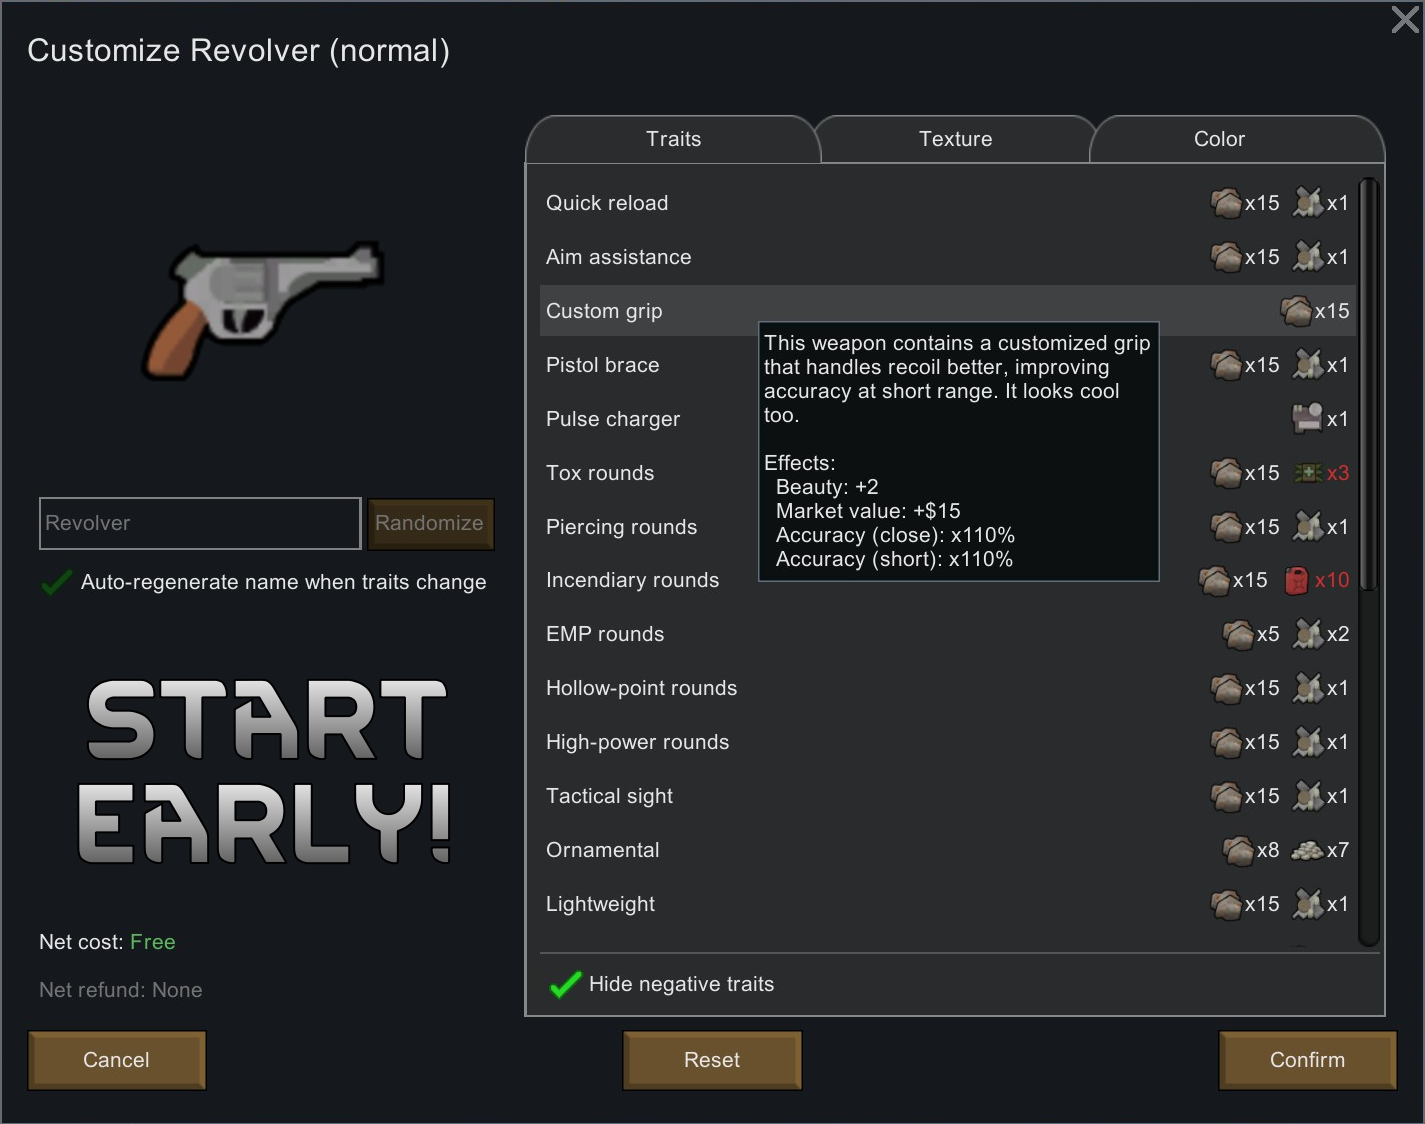 Customize Revolver (normal)
Traits
Texture
Color
Quick reload x15 x1
Aim assistance x15 x1
Custom grip x15
Pistol brace x15 x1
Pulse charger x1
Tox rounds x15 x3
Piercing rounds x15 x1
Incendiary rounds x15 x10
EMP rounds x5 x2
Hollow-point rounds x15 x1
High-power rounds x15 x1
Tactical sight x15 x1
Ornamental x8 x7
Lightweight x15 x1
This weapon contains a customized grip
that handles recoil better, improving
accuracy at short range. It looks cool
too.
Effects:
Beauty: +2
Market value: +$15
Accuracy (close): x110%
Accuracy (short): x110%
Hide negative traits
Revolver
Randomize
Auto-regenerate name when traits change
START
EARLY!
Net cost: Free
Net refund: None
Cancel
Reset
Confirm